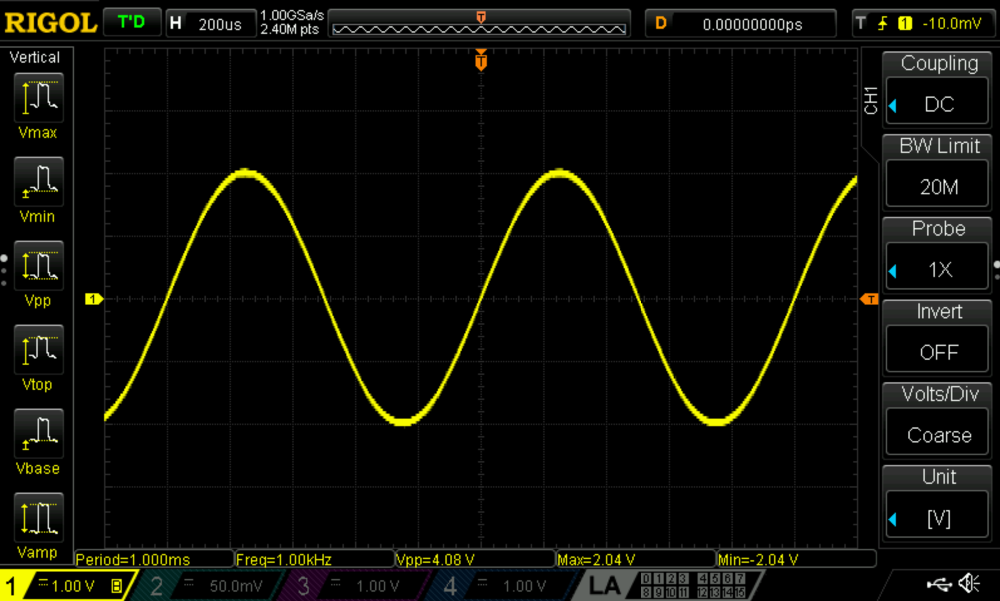 RIGOL
T'D
H 200us
1.00GSa/s
2.40M pts
T
D 0.00000000ps
T 1 -10.0mV
Vertical
Vmax
Vmin
Vpp
Vtop
Vbase
Vamp
T
1
T
CH1
Coupling
DC
BW Limit
20M
Probe
1X
Invert
OFF
Volts/Div
Coarse
Unit
[V]
Period=1.000ms
Freq=1.00kHz
Vpp=4.08 V
Max=2.04 V
Min=-2.04 V
1 1.00 V B
2 50.0mV
3 1.00 V
4 1.00 V
LA
0 1 2 3 4 5 6 7
8 9 10 11 12 13 14 15